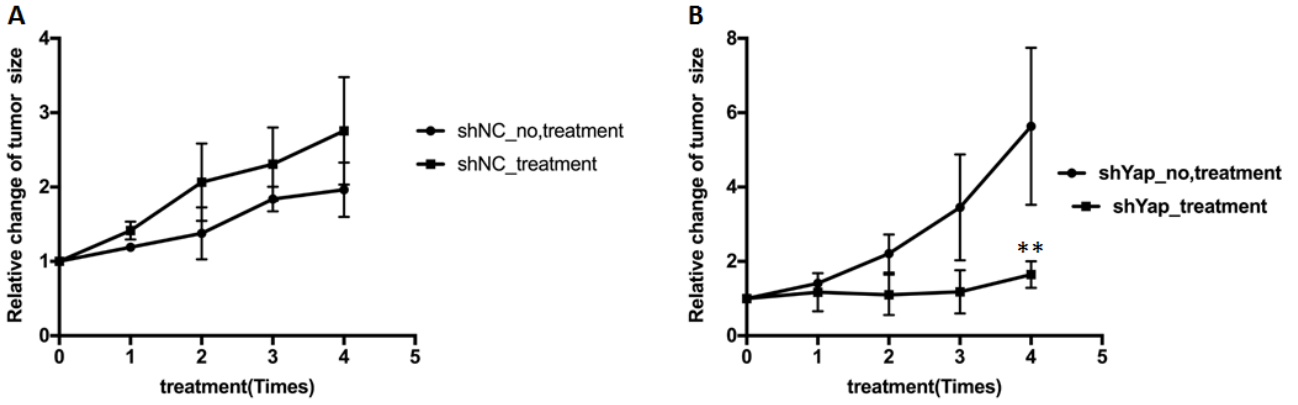 A
Relative change of tumor size
4
3
2
1
0
0 1 2 3 4 5
treatment(Times)
shNC_no,treatment
shNC_treatment
B
Relative change of tumor size
8
6
4
2
0
0 1 2 3 4 5
treatment(Times)
**
shYap_no,treatment
shYap_treatment